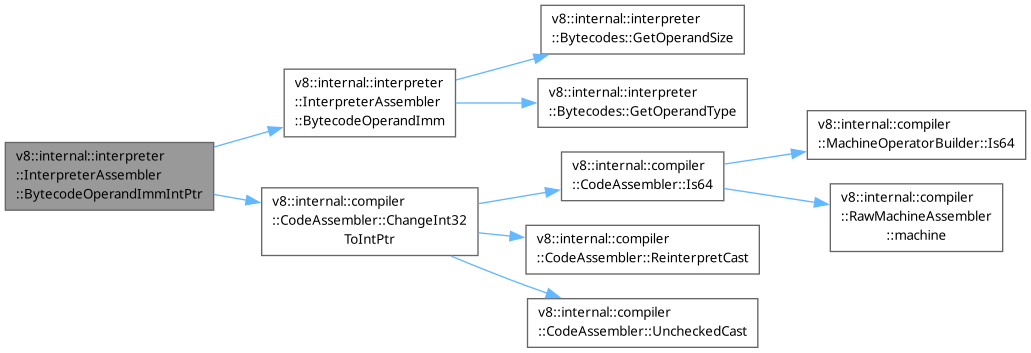 v8::internal::interpreter
::InterpreterAssembler
::BytecodeOperandImmIntPtr
v8::internal::interpreter
::InterpreterAssembler
::BytecodeOperandImm
v8::internal::interpreter
::Bytecodes::GetOperandSize
v8::internal::interpreter
::Bytecodes::GetOperandType
v8::internal::compiler
::CodeAssembler::ChangeInt32
ToIntPtr
v8::internal::compiler
::CodeAssembler::Is64
v8::internal::compiler
::MachineOperatorBuilder::Is64
v8::internal::compiler
::RawMachineAssembler
::machine
v8::internal::compiler
::CodeAssembler::ReinterpretCast
v8::internal::compiler
::CodeAssembler::UncheckedCast